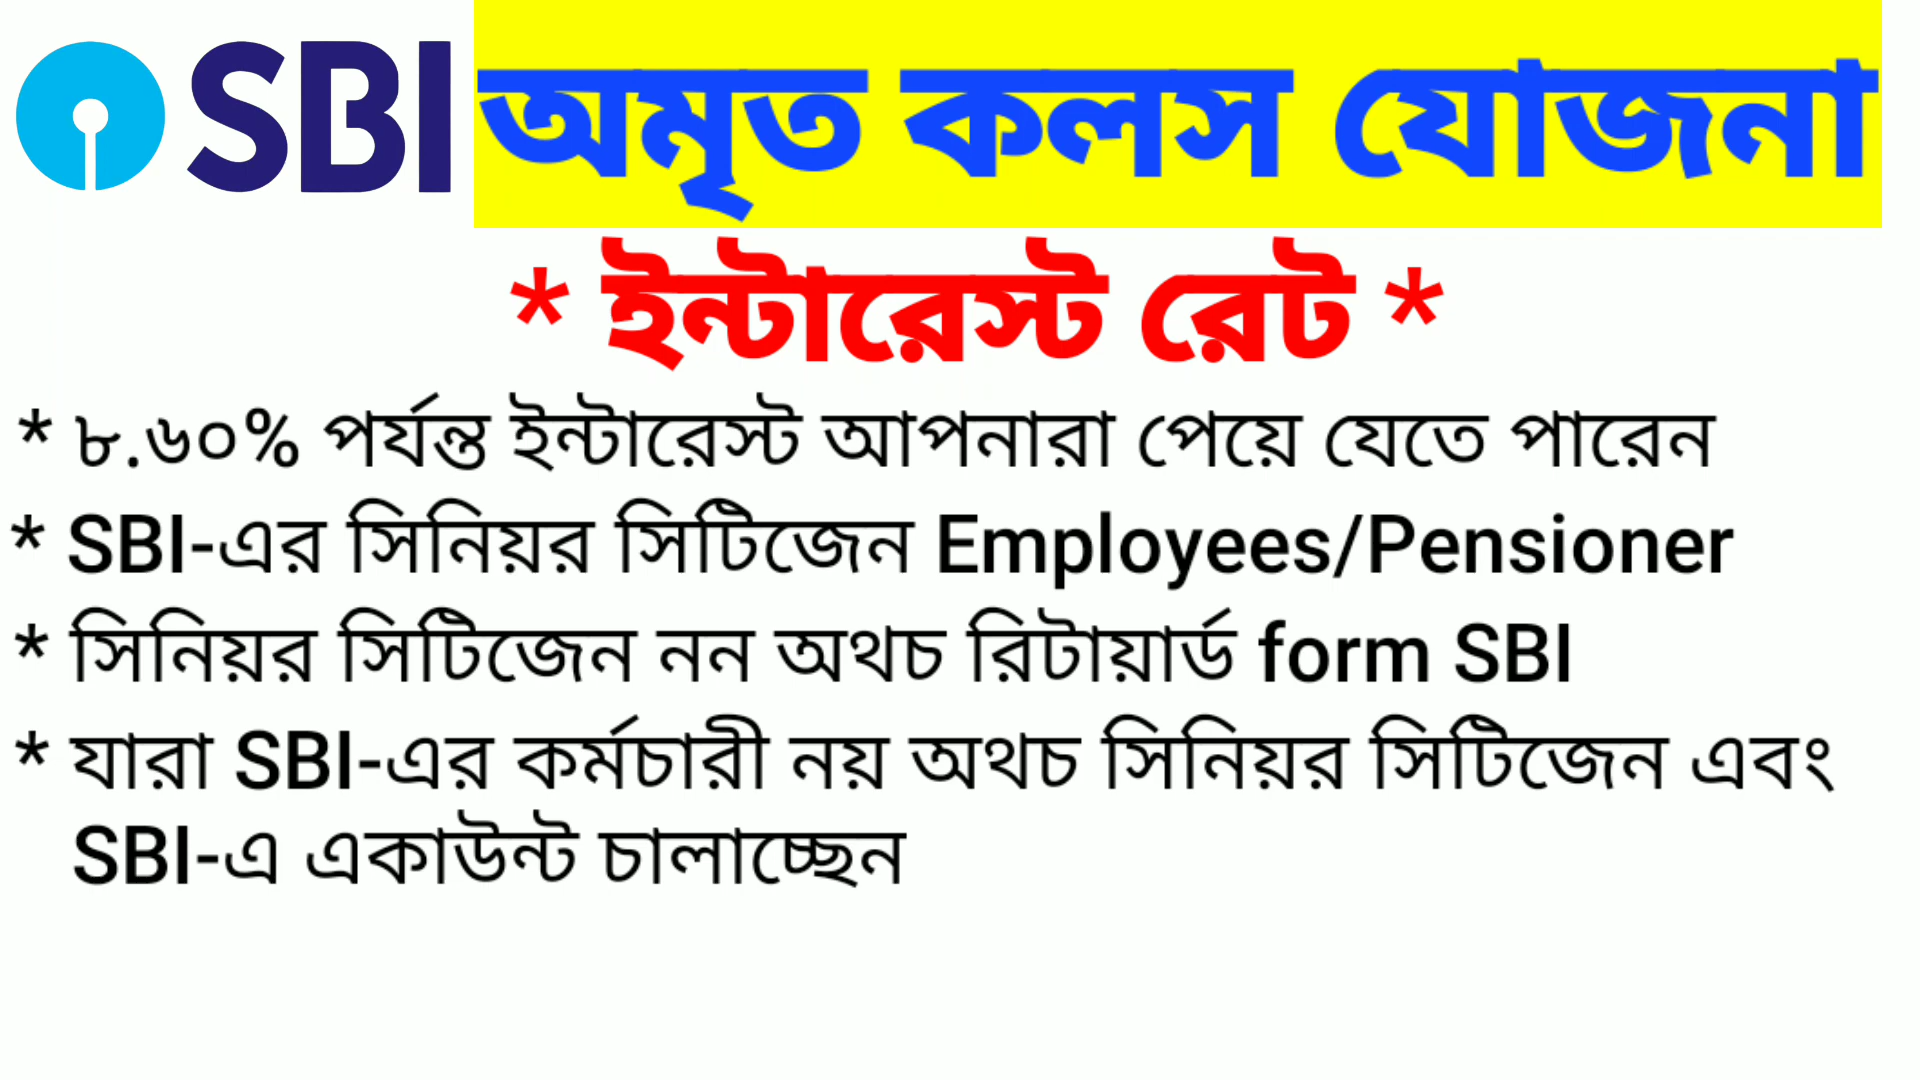 SBI অমৃত কলস যোজনা
* ইন্টারেস্ট রেট *
* ৮.৬০% পর্যন্ত ইন্টারেস্ট আপনারা পেয়ে যেতে পারেন
* SBI-এর সিনিয়র সিটিজেন Employees/Pensioner
* সিনিয়র সিটিজেন নন অথচ রিটায়ার্ড form SBI
* যারা SBI-এর কর্মচারী নয় অথচ সিনিয়র সিটিজেন এবং
SBI-এ একাউন্ট চালাচ্ছেন